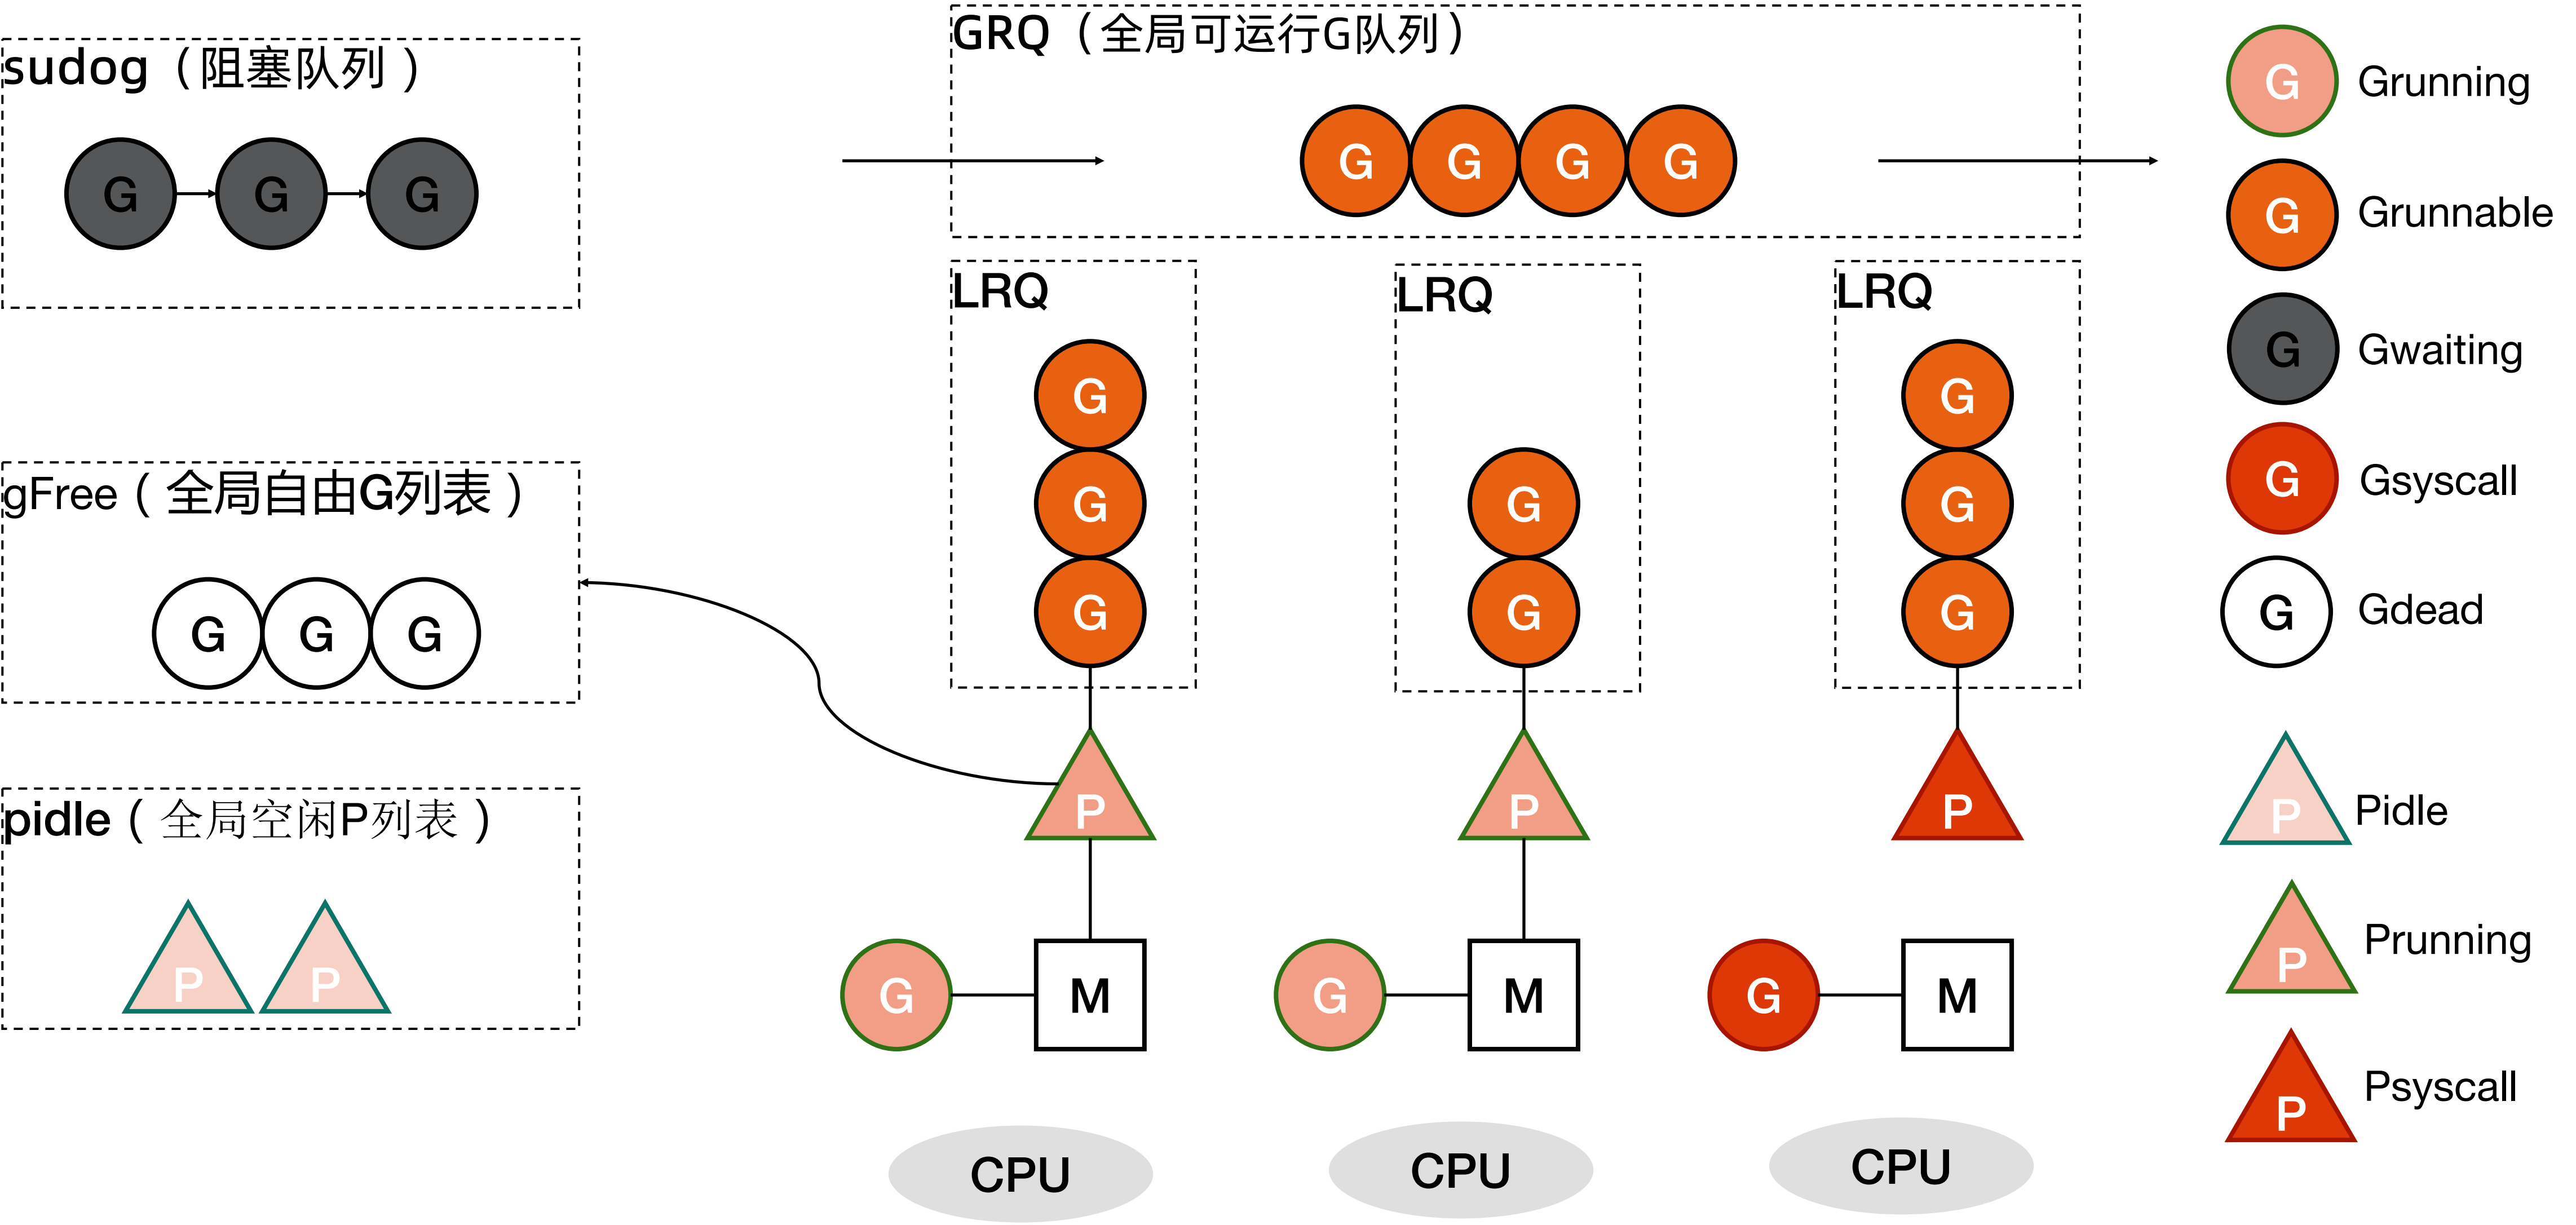 sudog（阻塞队列 ）
G G G
gFree（ 全局自由G列表 ）
G G G
pidle（ 全局空闲P列表 ）
P P
GRQ（全局可运行G队列）
G G G G
LRQ
G
G
G
P
G M
CPU
LRQ
G
G
P
G M
CPU
LRQ
G
G
G
P
G M
CPU
G Grunning
G Grunnable
G Gwaiting
G Gsyscall
G Gdead
P Pidle
P Prunning
P Psyscall